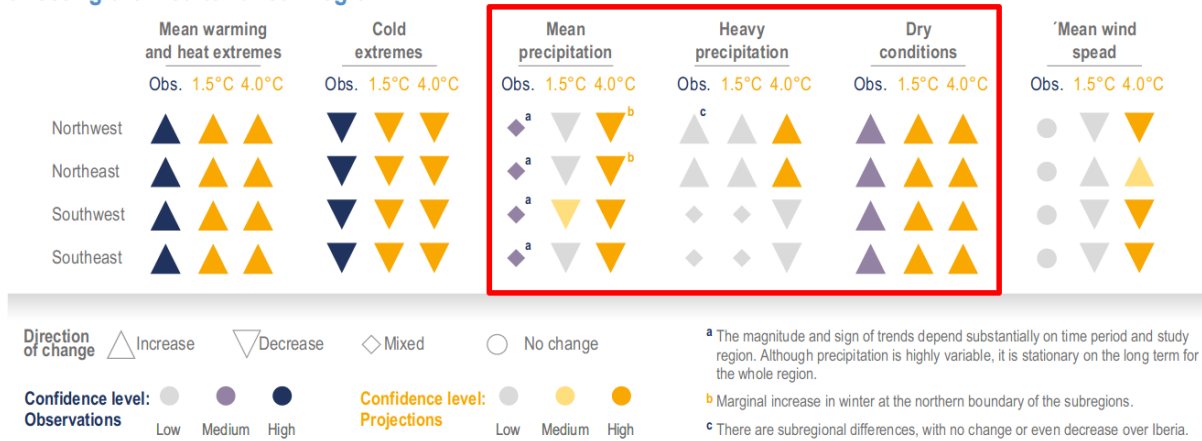 Mean warming and heat extremes
Cold extremes
Mean precipitation
Heavy precipitation
Dry conditions
´Mean wind spead
Obs. 1.5°C 4.0°C Obs. 1.5°C 4.0°C Obs. 1.5°C 4.0°C Obs. 1.5°C 4.0°C Obs. 1.5°C 4.0°C Obs. 1.5°C 4.0°C
Northwest a b c
Northeast a b
Southwest a
Southeast a
Direction of change Increase Decrease Mixed No change
Confidence level: Observations Low Medium High
Confidence level: Projections Low Medium High
a The magnitude and sign of trends depend substantially on time period and study
region. Although precipitation is highly variable, it is stationary on the long term for
the whole region.
b Marginal increase in winter at the northern boundary of the subregions.
c There are subregional differences, with no change or even decrease over Iberia.